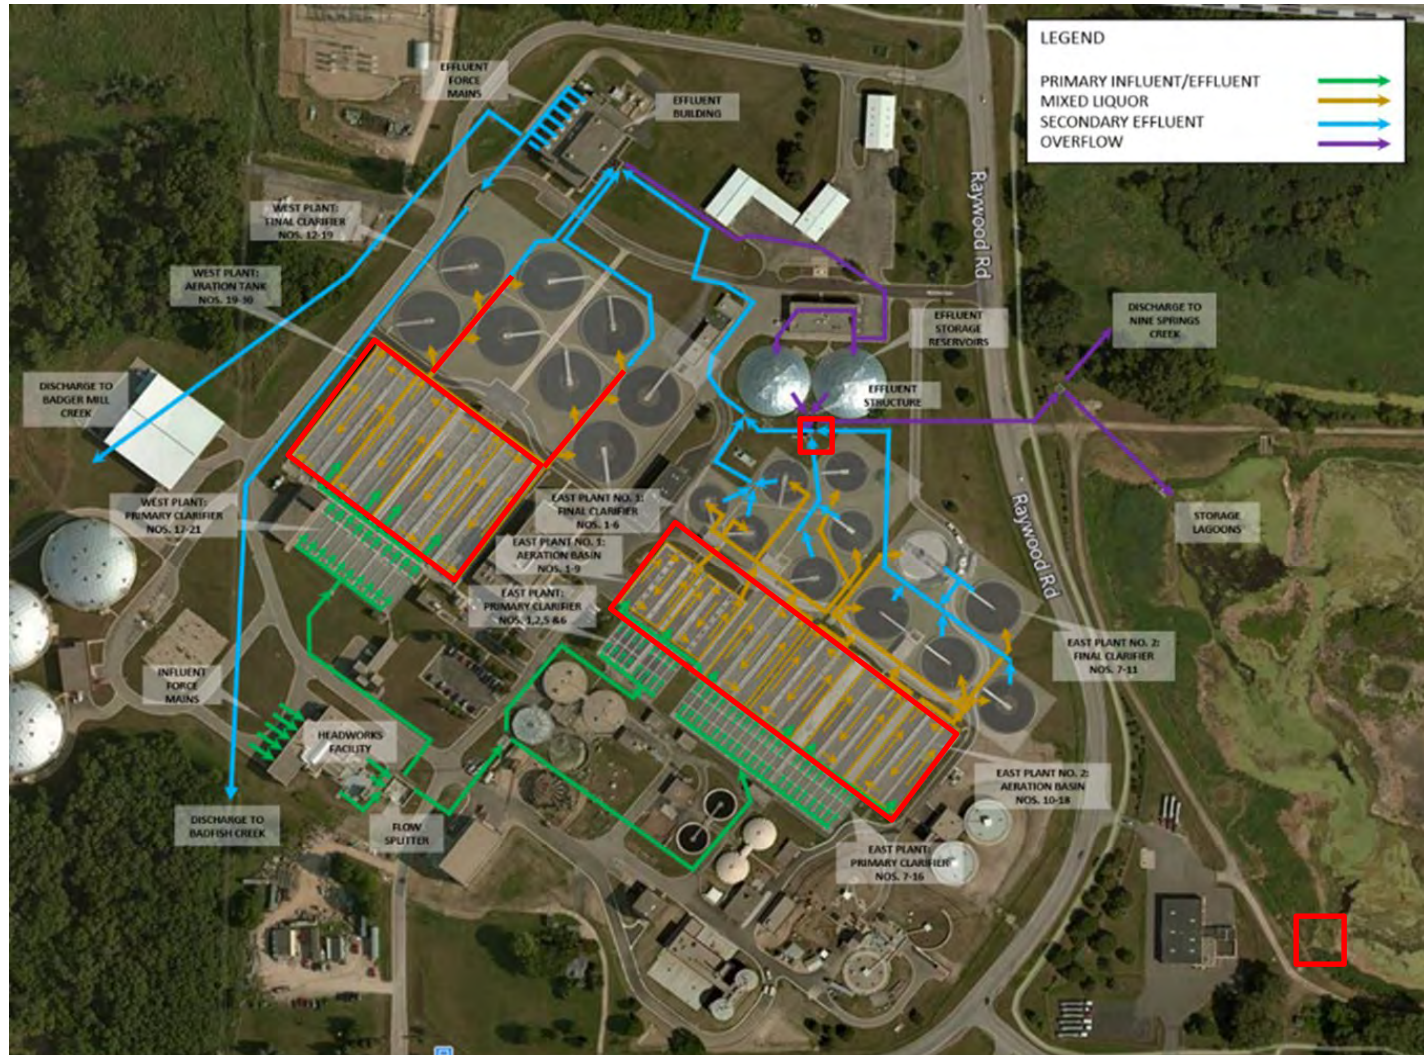 LEGEND
PRIMARY INFLUENT/EFFLUENT
MIXED LIQUOR
SECONDARY EFFLUENT
OVERFLOW
EFFLUENT
FORCE
MAINS
EFFLUENT
BUILDING
Raywood Rd
WEST PLANT:
FINAL CLARIFIER
NOS. 12-19
WEST PLANT:
AERATION TANK
NOS. 19-30
DISCHARGE TO
NINE SPRINGS
CREEK
EFFLUENT
STORAGE
RESERVOIRS
DISCHARGE TO
BADGER MILL
CREEK
EFFLUENT
STRUCTURE
WEST PLANT:
PRIMARY CLARIFIER
NOS. 17-21
EAST PLANT NO. 1:
FINAL CLARIFIER
NOS. 1-6
STORAGE
LAGOONS
Raywood Rd
EAST PLANT NO. 1:
AERATION BASIN
NOS. 1-9
EAST PLANT:
PRIMARY CLARIFIER
NOS. 1,2,5 &6
EAST PLANT NO. 2:
FINAL CLARIFIER
NOS. 7-11
INFLUENT
FORCE
MAINS
HEADWORKS
FACILITY
EAST PLANT NO. 2:
AERATION BASIN
NOS. 10-18
DISCHARGE TO
BADFISH CREEK
FLOW
SPLITTER
EAST PLANT:
PRIMARY CLARIFIER
NOS. 7-16